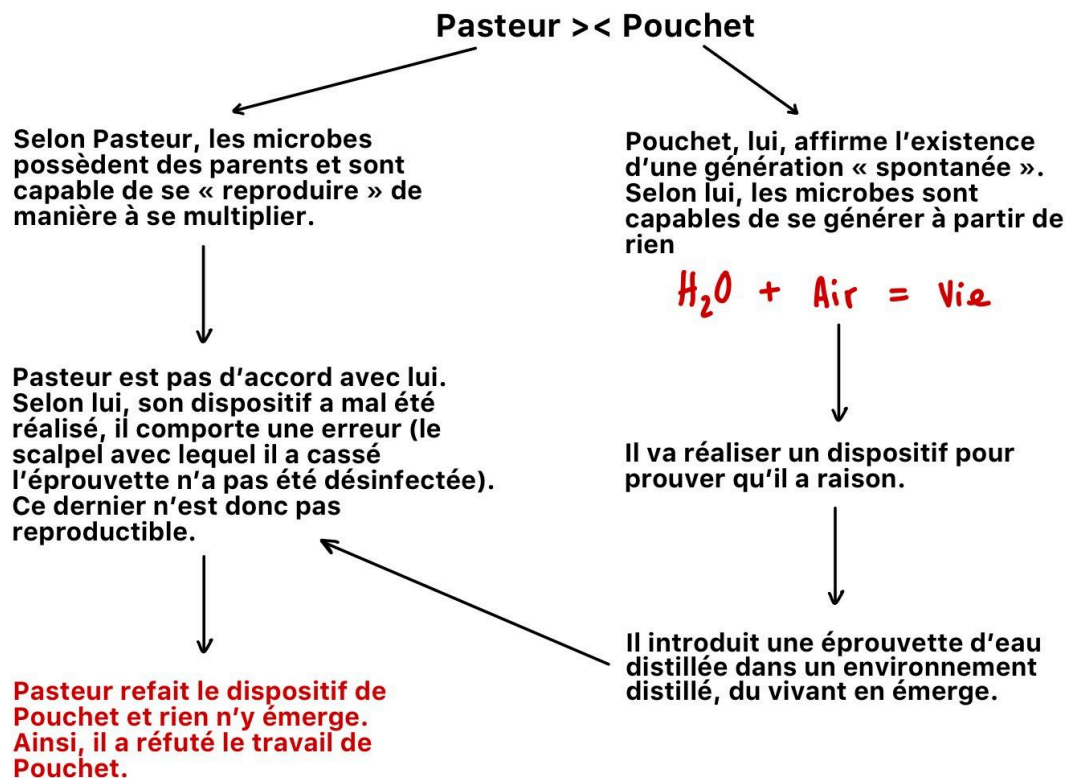 Pasteur >< Pouchet
Selon Pasteur, les microbes
possèdent des parents et sont
capable de se « reproduire » de
manière à se multiplier.
Pasteur est pas d’accord avec lui.
Selon lui, son dispositif a mal été
réalisé, il comporte une erreur (le
scalpel avec lequel il a cassé
l’éprouvette n’a pas été désinfectée).
Ce dernier n’est donc pas
reproductible.
Pasteur refait le dispositif de
Pouchet et rien n’y émerge.
Ainsi, il a réfuté le travail de
Pouchet.
Pouchet, lui, affirme l’existence
d’une génération « spontanée ».
Selon lui, les microbes sont
capables de se générer à partir de
rien
H₂O + Air = Vie
Il va réaliser un dispositif pour
prouver qu’il a raison.
Il introduit une éprouvette d’eau
distillée dans un environnement
distillé, du vivant en émerge.